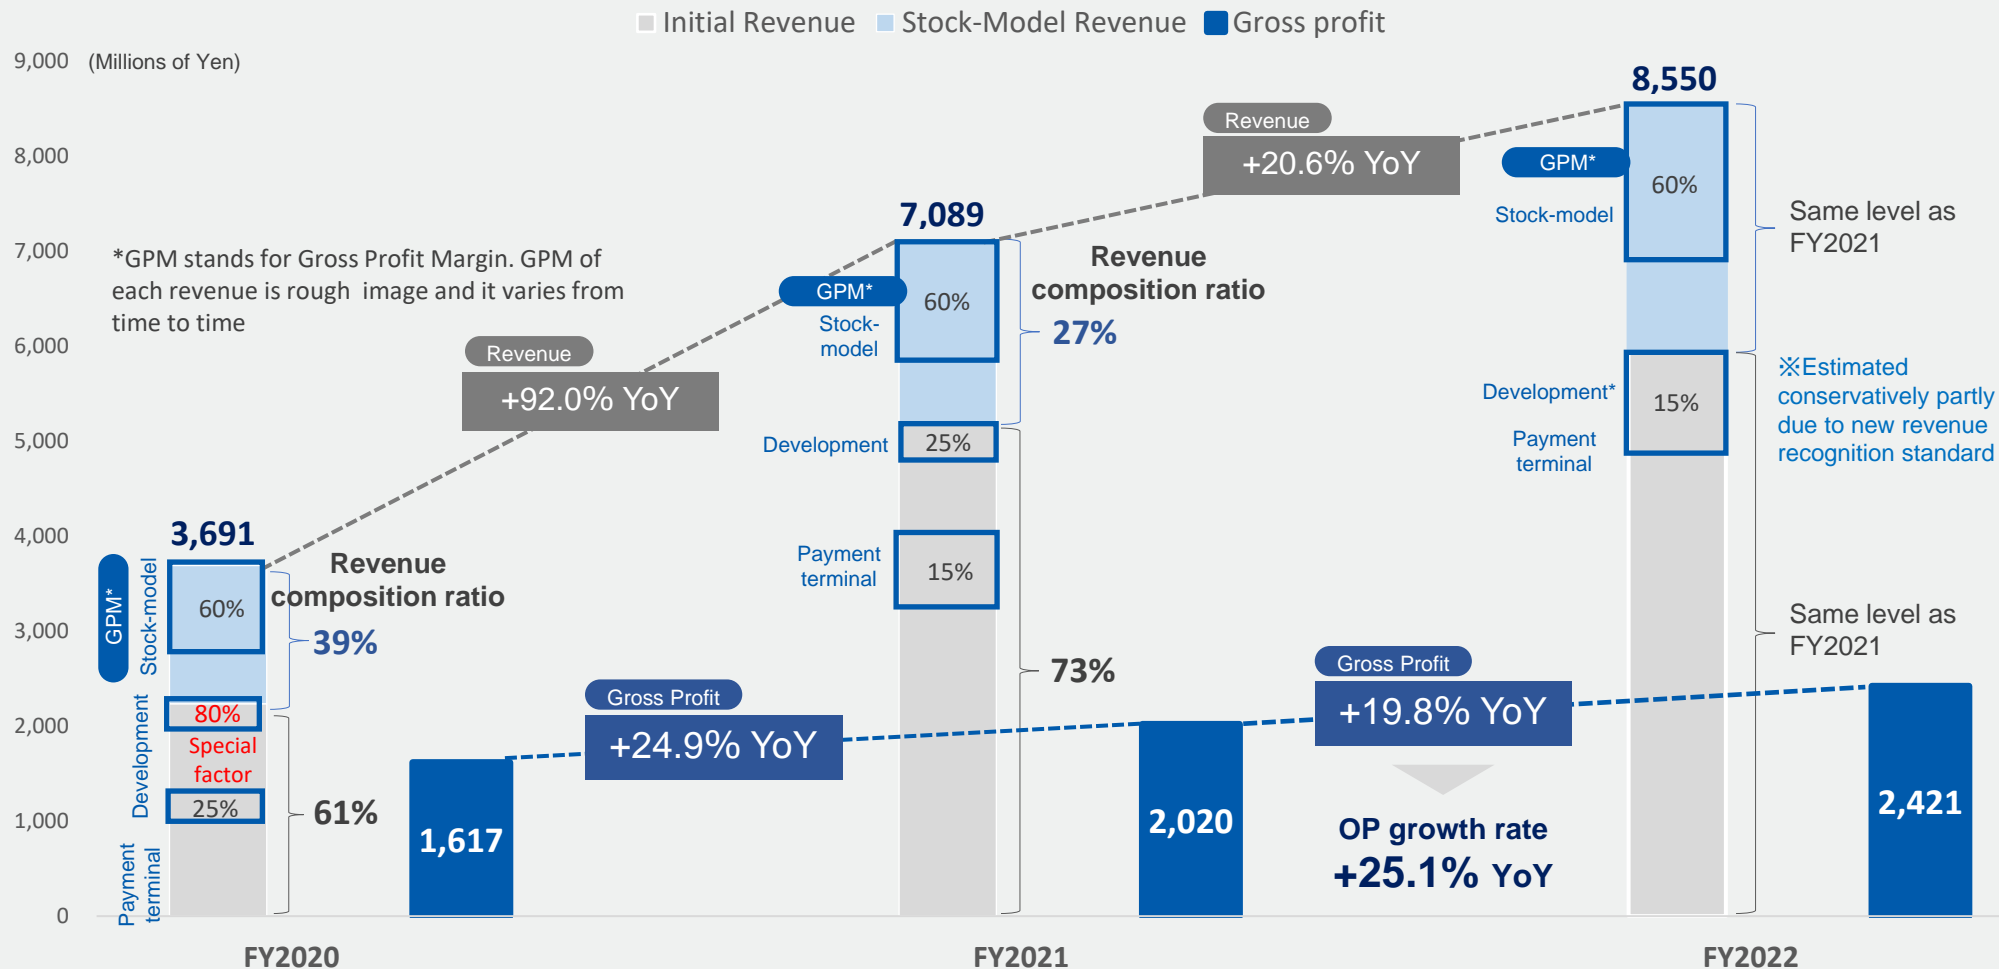 Initial Revenue Stock-Model Revenue Gross profit
(Millions of Yen)
9,000
8,000
7,000
6,000
5,000
4,000
3,000
2,000
1,000
0
*GPM stands for Gross Profit Margin. GPM of
each revenue is rough image and it varies from
time to time
3,691
GPM*
Stock-model
60%
Development
80%
Special
factor
25%
Payment
terminal
Revenue
composition ratio
39%
61%
1,617
Revenue
+92.0% YoY
Gross Profit
+24.9% YoY
7,089
GPM*
Stock-
model
60%
Development
25%
Payment
terminal
15%
Revenue
composition ratio
27%
73%
2,020
Revenue
+20.6% YoY
Gross Profit
+19.8% YoY
OP growth rate
+25.1% YoY
8,550
GPM*
Stock-model
60%
Development*
15%
Payment
terminal
Same level as
FY2021
※Estimated
conservatively partly
due to new revenue
recognition standard
Same level as
FY2021
2,421
FY2020
FY2021
FY2022